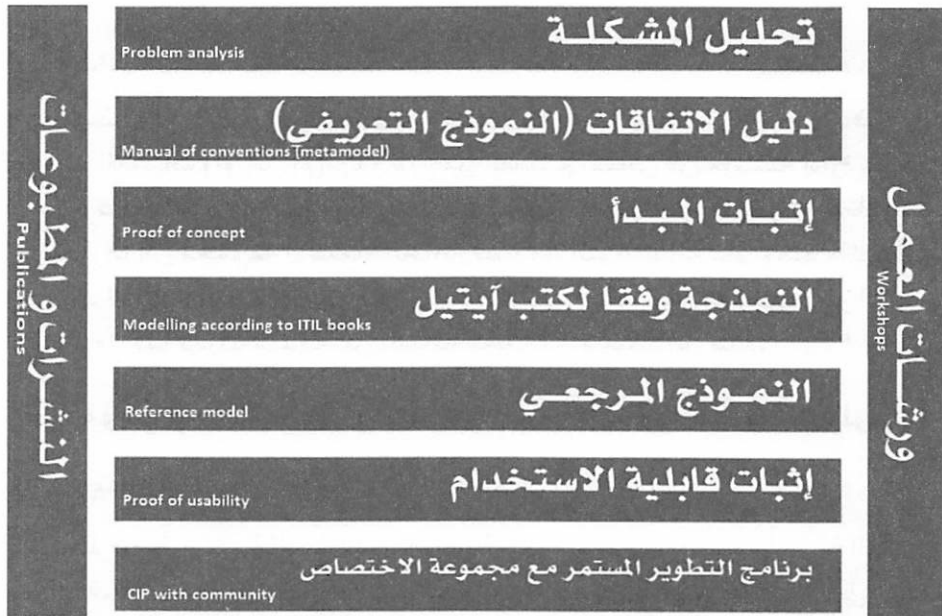 تحليل المشكلة
Problem analysis
دليل الاتفاقات (النموذج التعريفي)
Manual of conventions (metamodel)
إثبات المبدأ
Proof of concept
النمذجة وفقا لكتب آيتيل
Modelling according to ITIL books
النموذج المرجعي
Reference model
إثبات قابلية الاستخدام
Proof of usability
برنامج التطوير المستمر مع مجموعة الاختصاص
CIP with community
ورشات العمل
Workshops
النشرات و المطبوعات
Publications